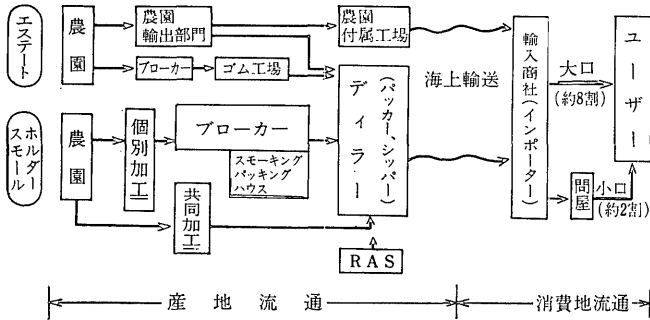 エステート
農園
農園
輸出部門
農園
付属工場
ブローカー
ゴム工場
スモール
ホルダー
農園
個別加工
ブローカー
スモーキング
パッキング
ハウス
共同加工
ディラー
(パッカー、シッパー)
RAS
海上輸送
輸入商社(インポーター)
大口
(約8割)
問屋
小口
(約2割)
ユーザー
産地流通
消費地流通